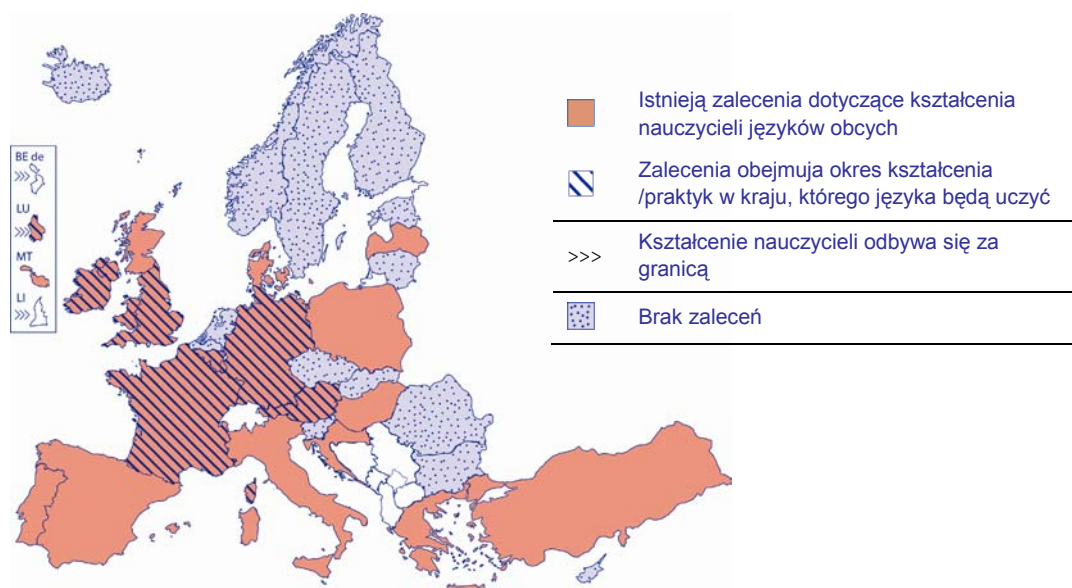 BE de
>>>
LU
>>>
MT
LI
>>>
Istnieją zalecenia dotyczące kształcenia
nauczycieli języków obcych
Zalecenia obejmuja okres kształcenia
/praktyk w kraju, którego języka będą uczyć
>>>
Kształcenie nauczycieli odbywa się za
granicą
Brak zaleceń